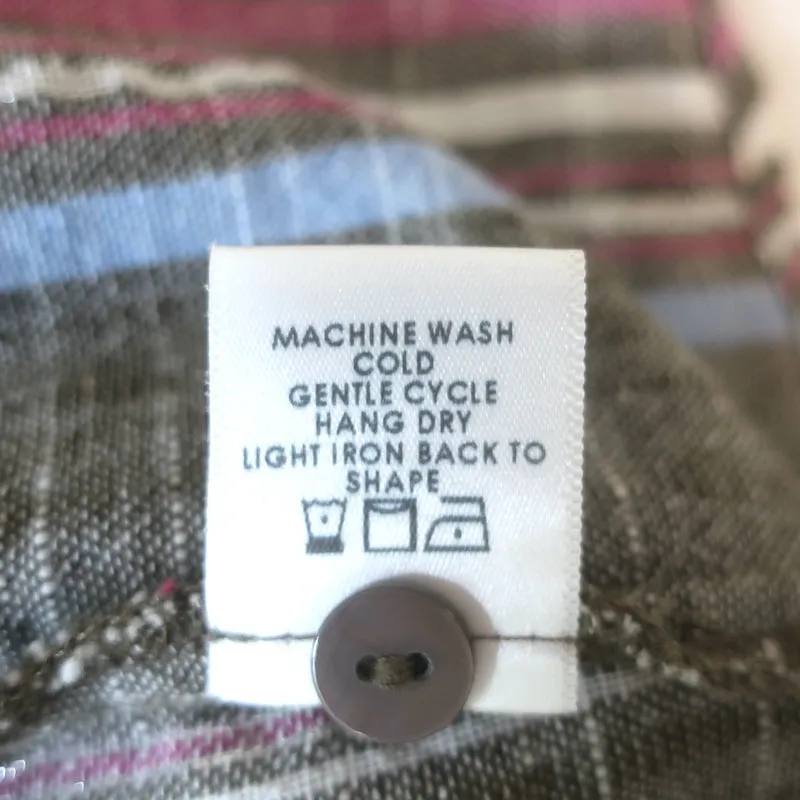 MACHINE WASH
COLD
GENTLE CYCLE
HANG DRY
LIGHT IRON BACK TO
SHAPE